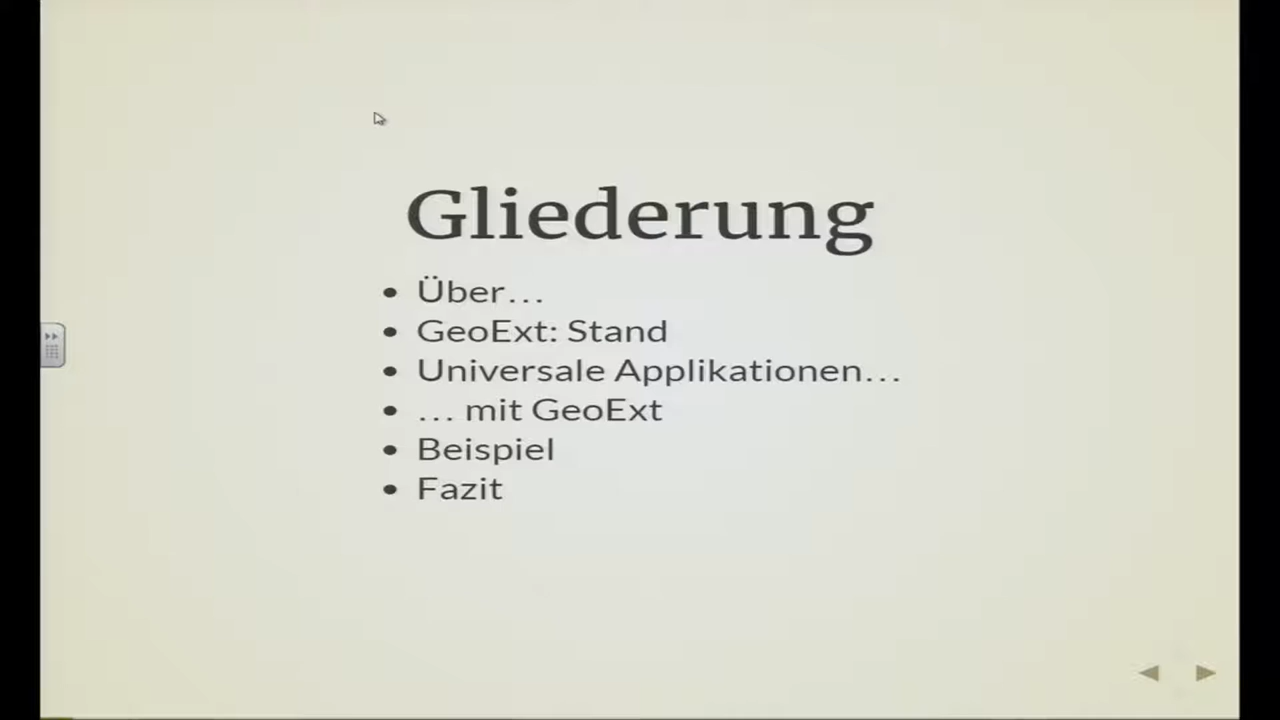 Gliederung
• Über…
• GeoExt: Stand
• Universale Applikationen…
• … mit GeoExt
• Beispiel
• Fazit